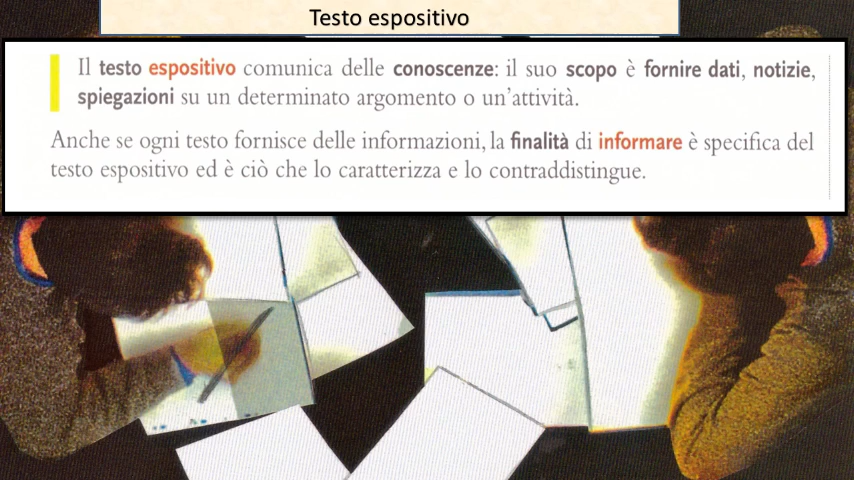 Testo espositivo
Il testo espositivo comunica delle conoscenze: il suo scopo è fornire dati, notizie,
spiegazioni su un determinato argomento o un'attività.
Anche se ogni testo fornisce delle informazioni, la finalità di informare è specifica del
testo espositivo ed è ciò che lo caratterizza e lo contraddistingue.